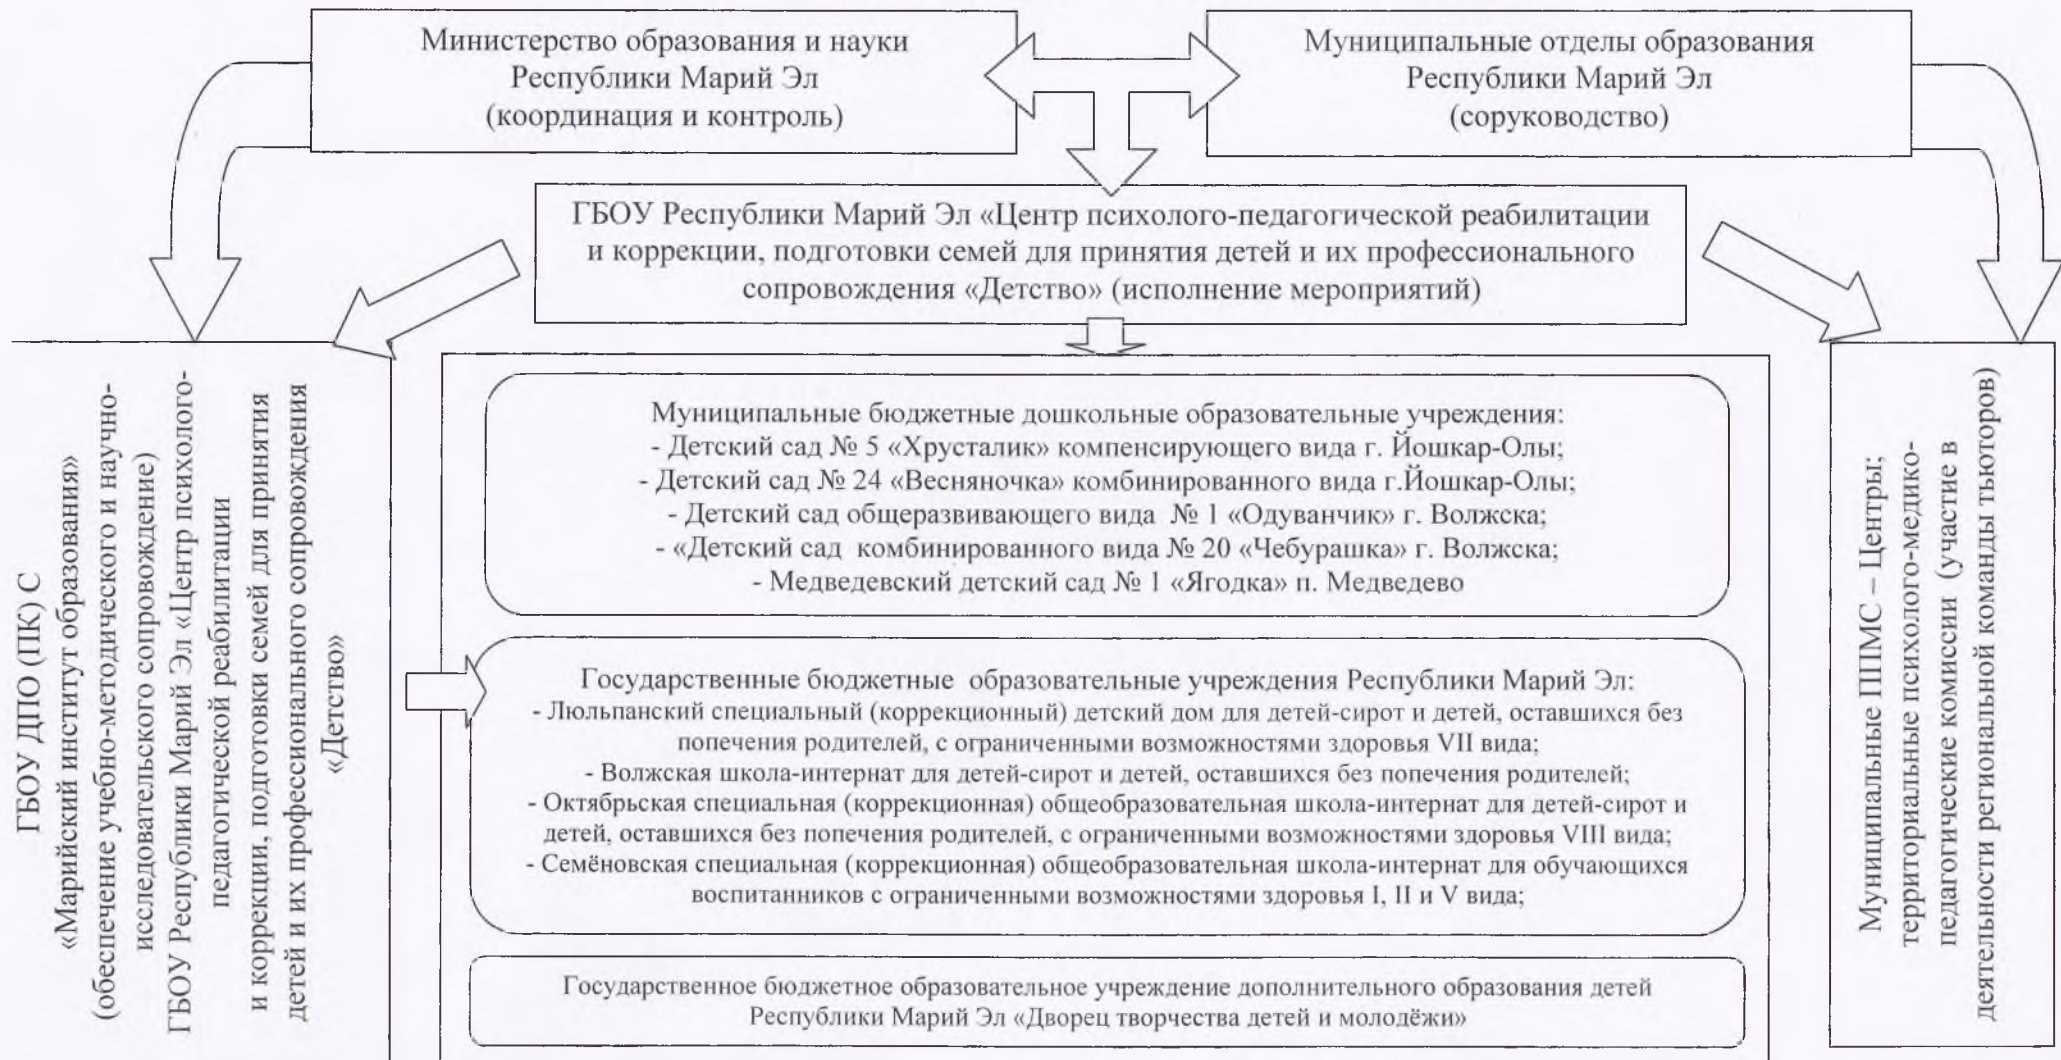 Министерство образования и науки
Республики Марий Эл
(координация и контроль)
Муниципальные отделы образования
Республики Марий Эл
(соруководство)
ГБОУ Республики Марий Эл «Центр психолого-педагогической реабилитации
и коррекции, подготовки семей для принятия детей и их профессионального
сопровождения «Детство» (исполнение мероприятий)
ГБОУ ДПО (ПК) С
«Марийский институт образования»
(обеспечение учебно-методического и научно-
исследовательского сопровождение)
ГБОУ Республики Марий Эл «Центр психолого-
педагогической реабилитации
и коррекции, подготовки семей для принятия
детей и их профессионального сопровождения
«Детство»
Муниципальные бюджетные дошкольные образовательные учреждения:
- Детский сад № 5 «Хрусталик» компенсирующего вида г. Йошкар-Олы;
- Детский сад № 24 «Весняночка» комбинированного вида г.Йошкар-Олы;
- Детский сад общеразвивающего вида № 1 «Одуванчик» г. Волжска;
- «Детский сад комбинированного вида № 20 «Чебурашка» г. Волжска;
- Медведевский детский сад № 1 «Ягодка» п. Медведево
Государственные бюджетные образовательные учреждения Республики Марий Эл:
- Люльпанский специальный (коррекционный) детский дом для детей-сирот и детей, оставшихся без
попечения родителей, с ограниченными возможностями здоровья VII вида;
- Волжская школа-интернат для детей-сирот и детей, оставшихся без попечения родителей;
- Октябрьская специальная (коррекционная) общеобразовательная школа-интернат для детей-сирот и
детей, оставшихся без попечения родителей, с ограниченными возможностями здоровья VIII вида;
- Семёновская специальная (коррекционная) общеобразовательная школа-интернат для обучающихся
воспитанников с ограниченными возможностями здоровья I, II и V вида;
Государственное бюджетное образовательное учреждение дополнительного образования детей
Республики Марий Эл «Дворец творчества детей и молодёжи»
Муниципальные ППМС – Центры;
территориальные психолого-медико-
педагогические комиссии (участие в
деятельности региональной команды тьюторов)